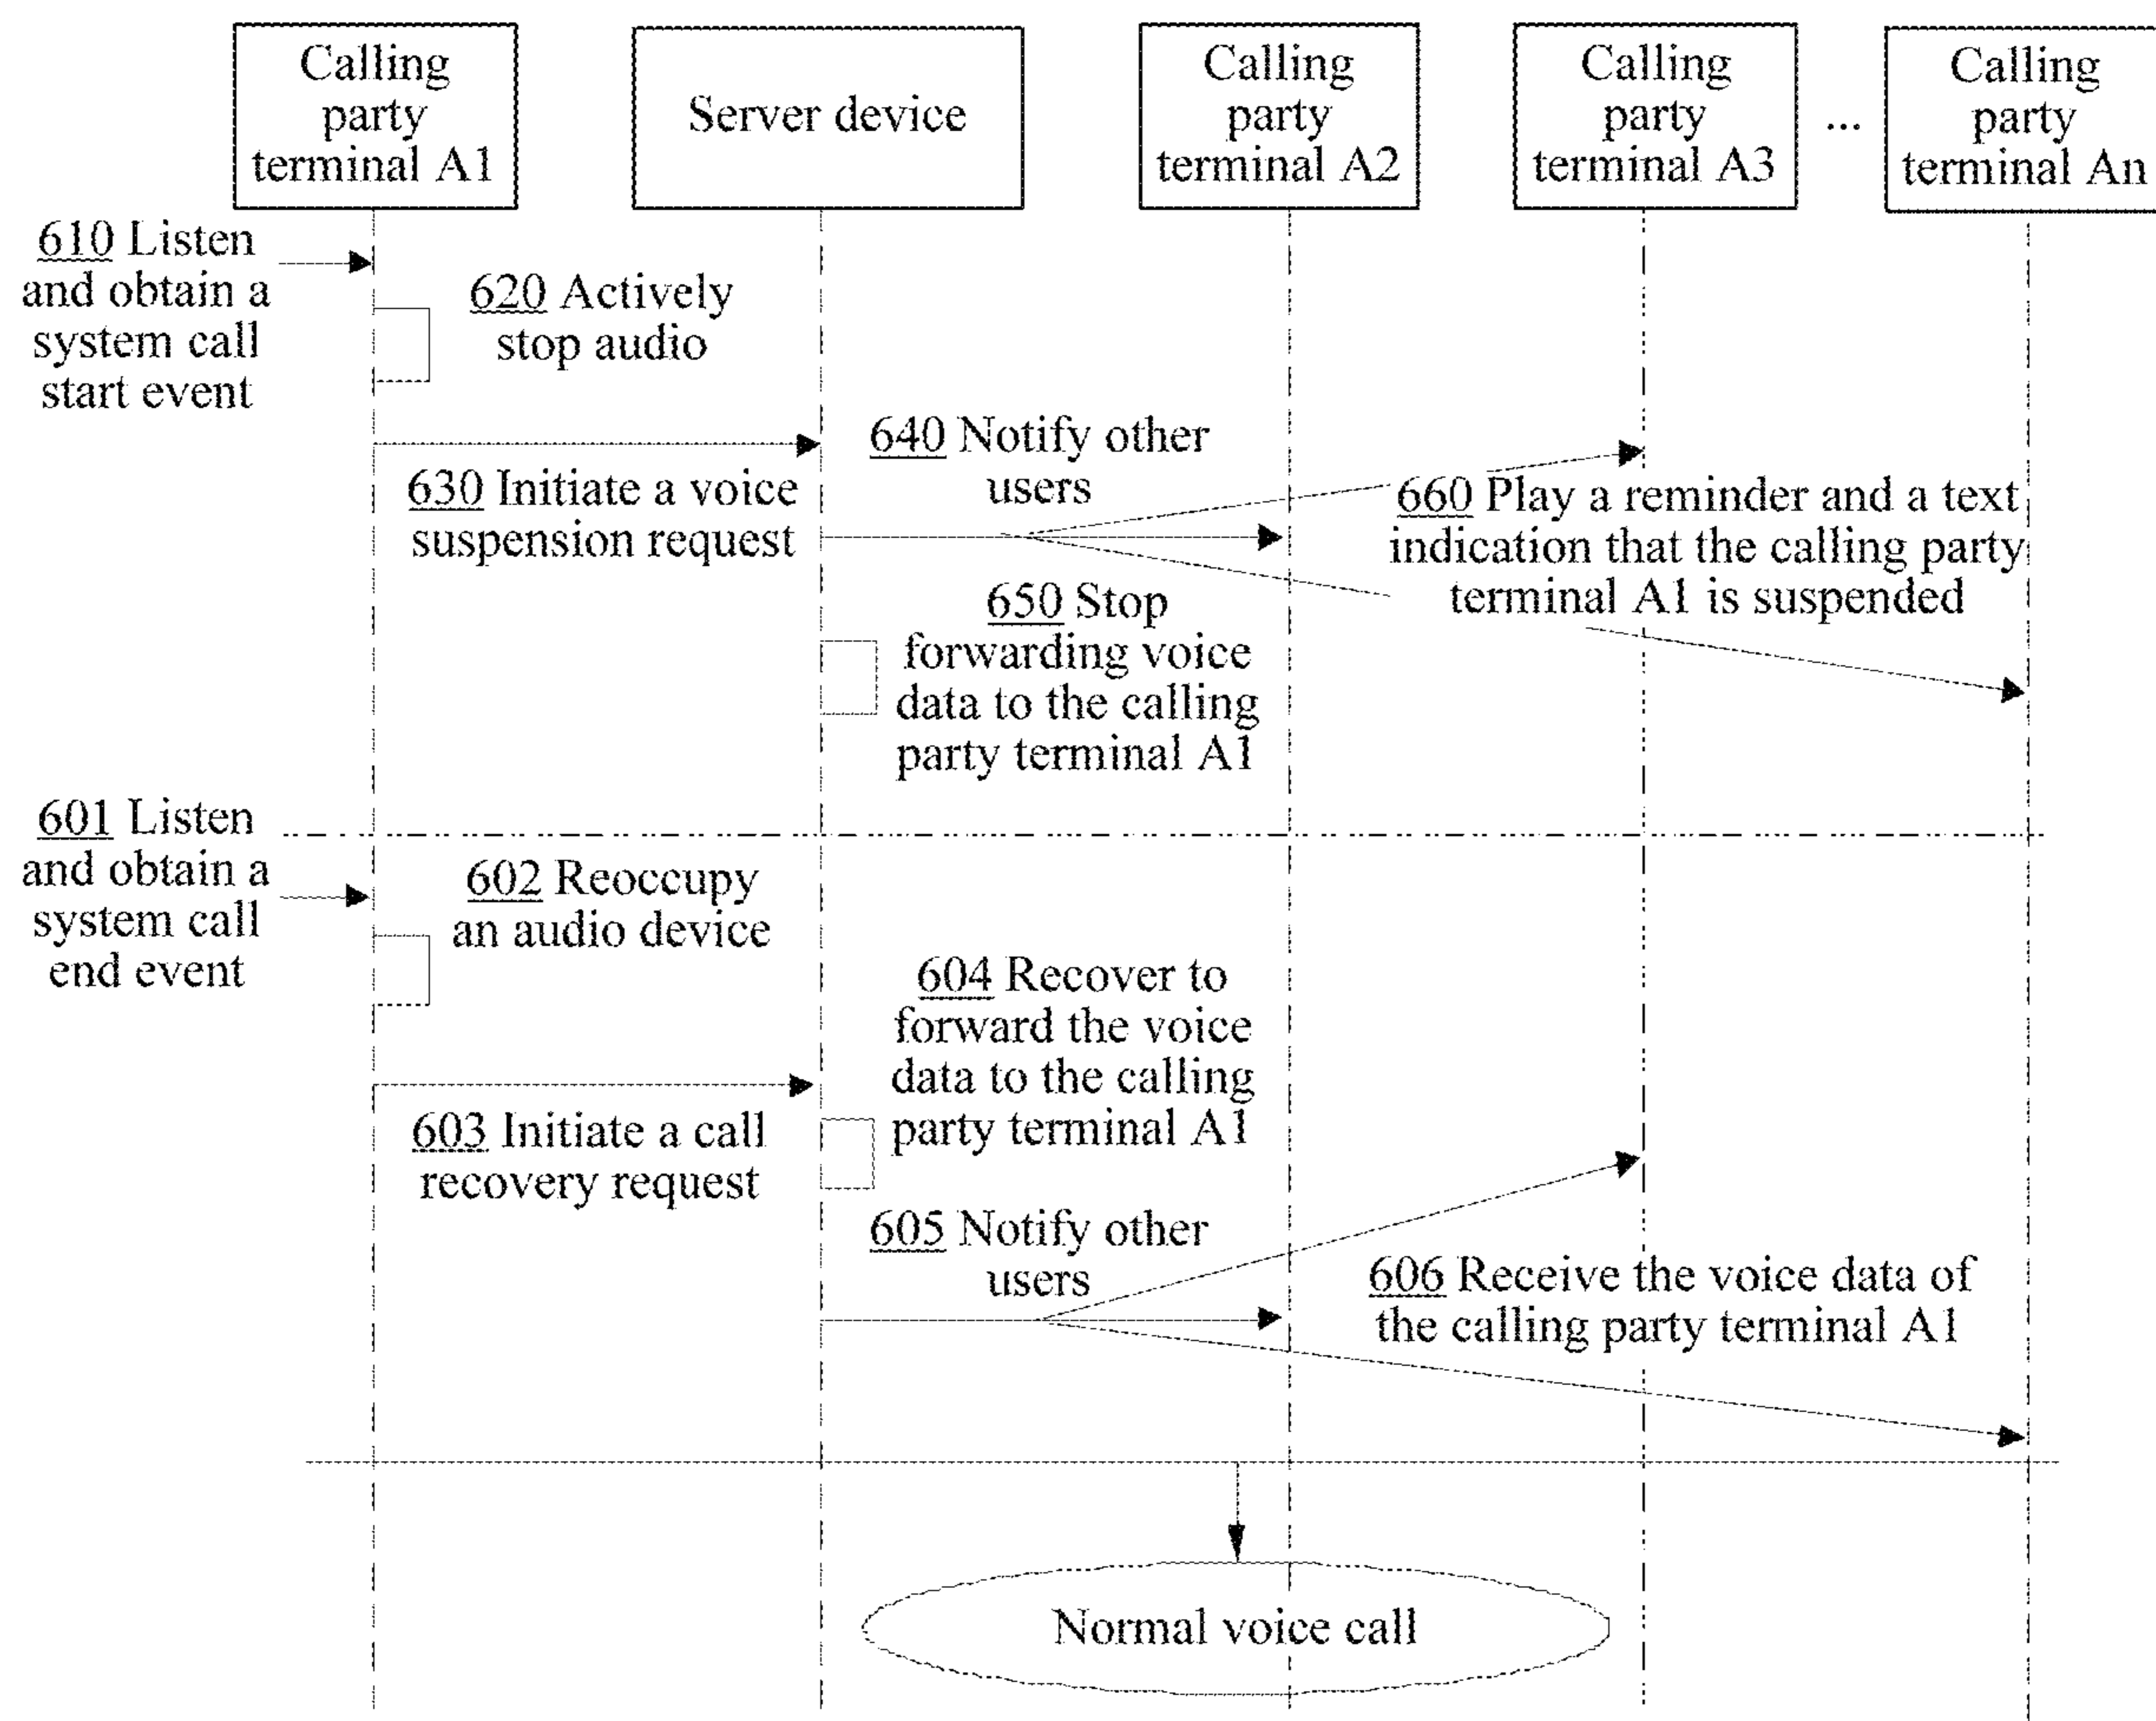 Calling
party
terminal A1
Server device
Calling
party
terminal A2
Calling
party
terminal A3
...
Calling
party
terminal An
610 Listen
and obtain a
system call
start event
620 Actively
stop audio
630 Initiate a voice
suspension request
640 Notify other
users
650 Stop
forwarding voice
data to the calling
party terminal A1
660 Play a reminder and a text
indication that the calling party
terminal A1 is suspended
601 Listen
and obtain a
system call
end event
602 Reoccupy
an audio device
603 Initiate a call
recovery request
604 Recover to
forward the voice
data to the calling
party terminal A1
605 Notify other
users
606 Receive the voice data of
the calling party terminal A1
Normal voice call